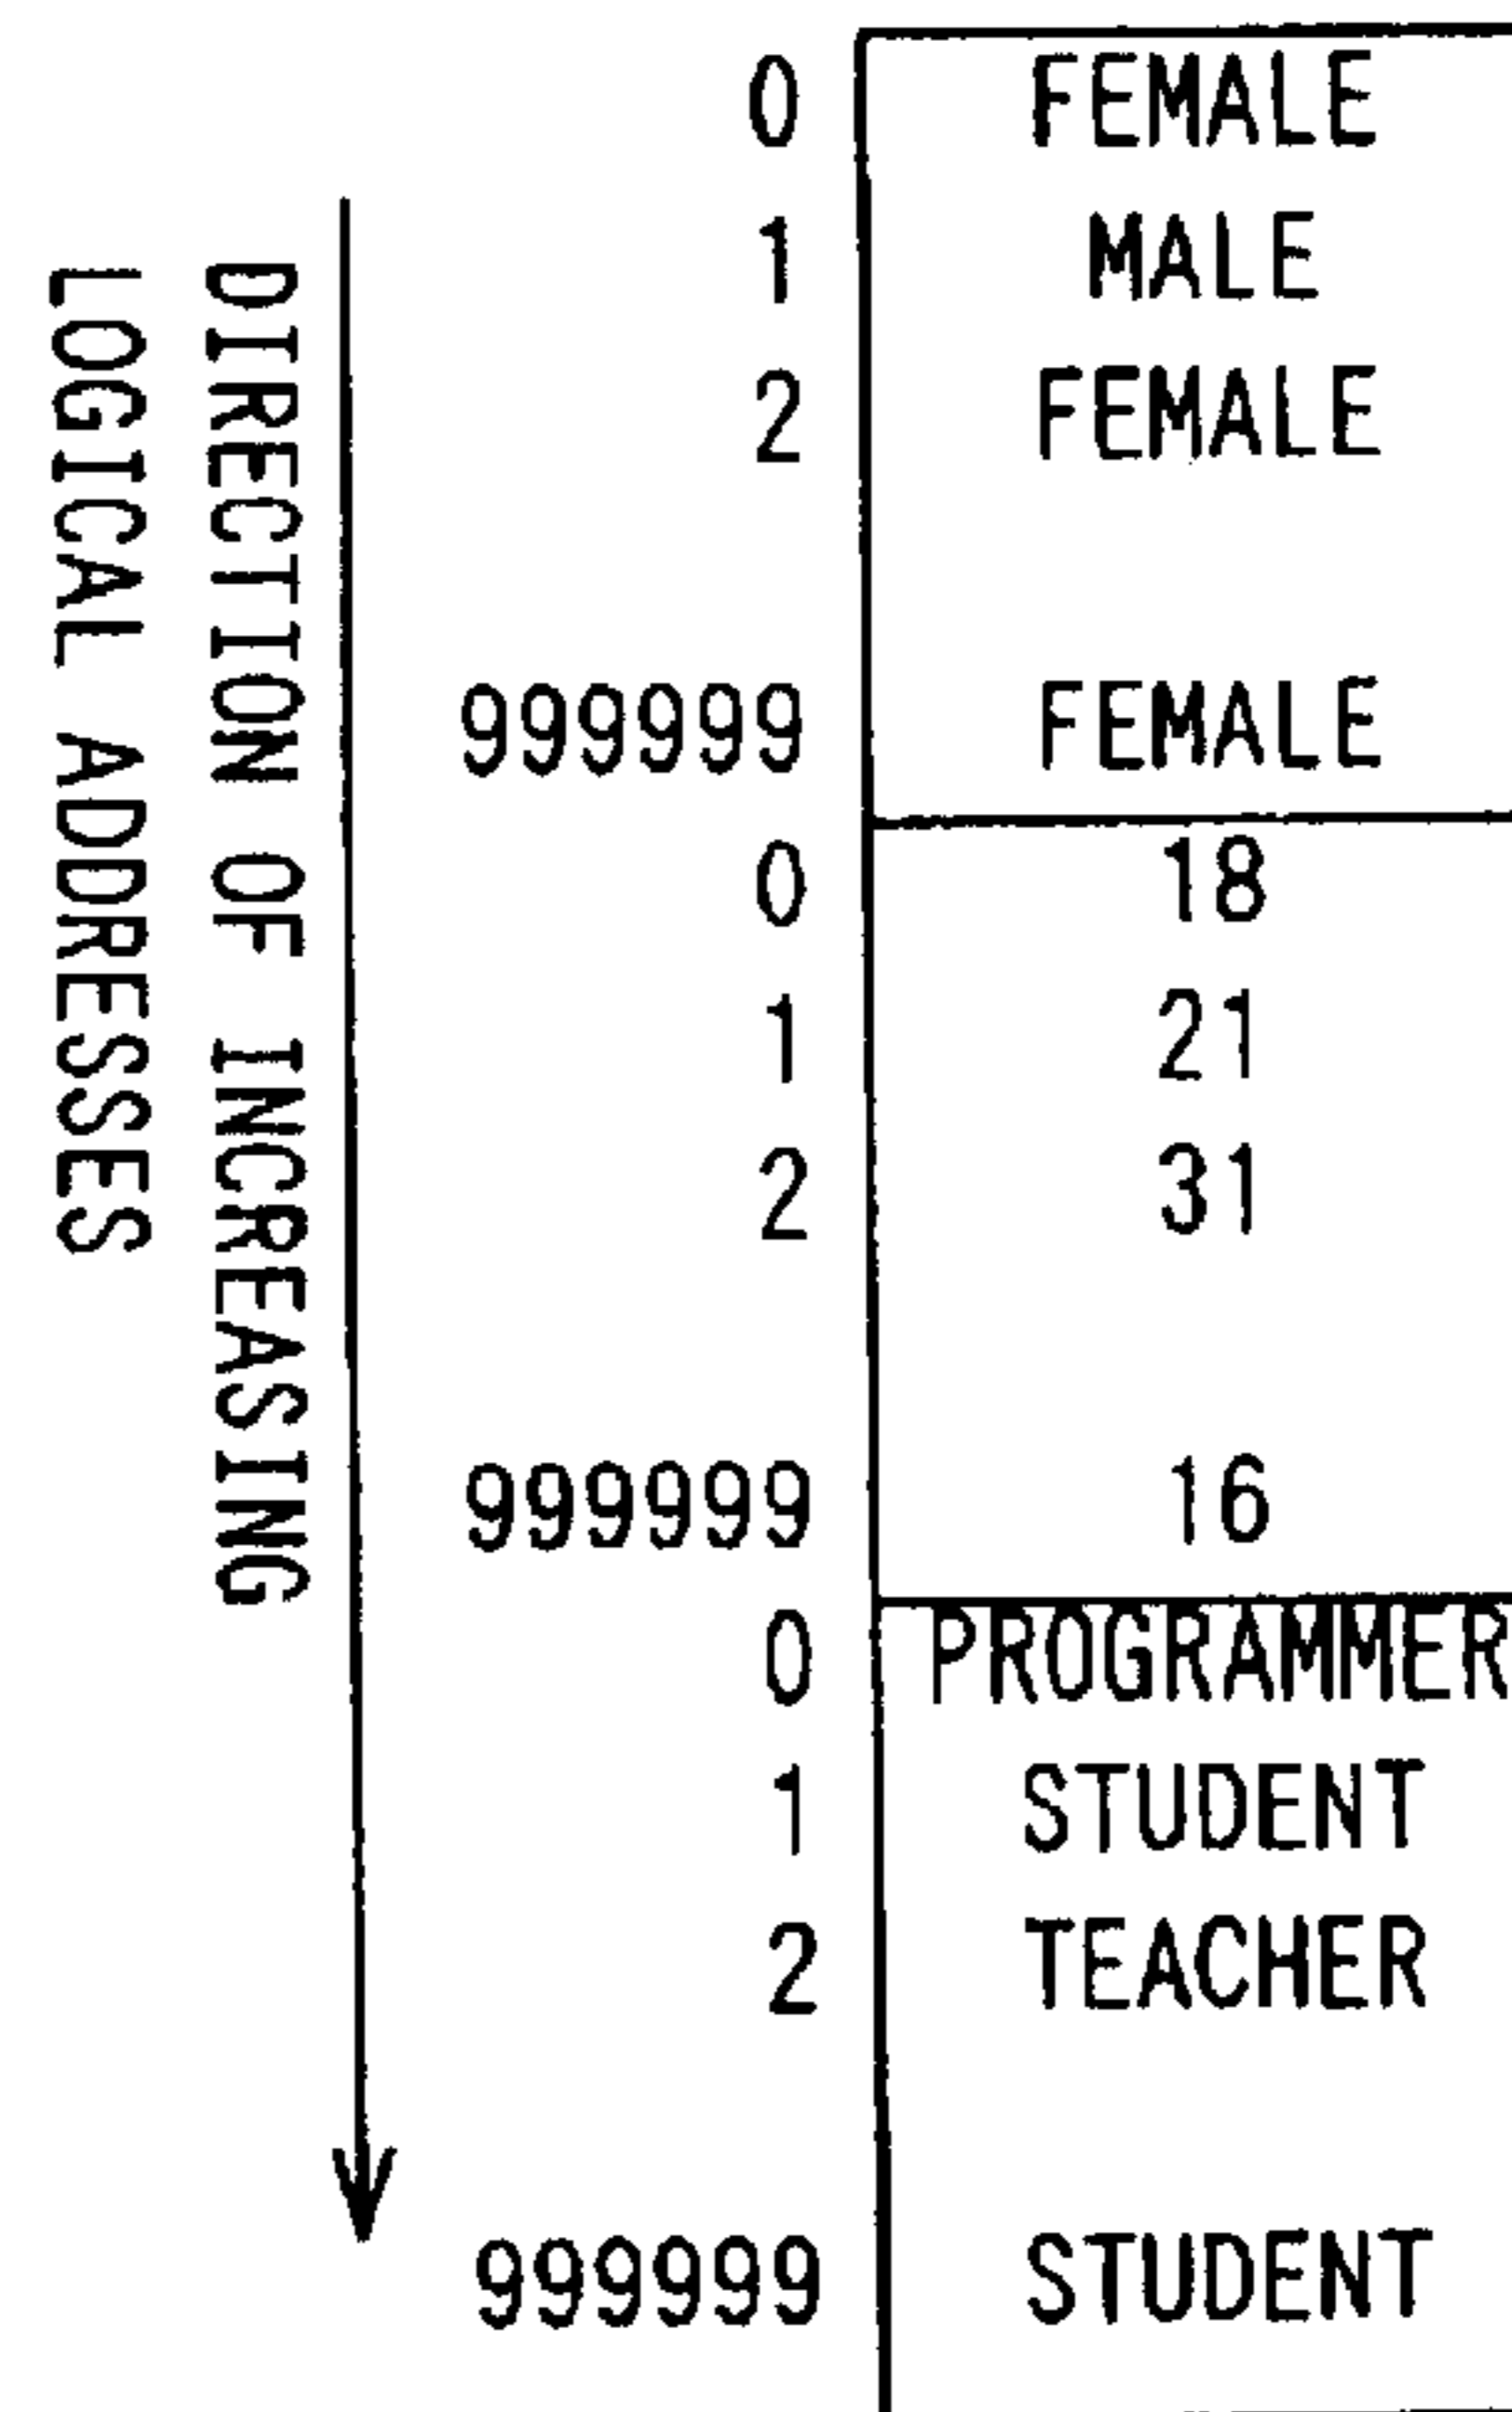 DIRECTION OF INCREASING
LOGICAL ADDRESSES
0 FEMALE
1 MALE
2 FEMALE
999999 FEMALE
0 18
1 21
2 31
999999 16
0 PROGRAMMER
1 STUDENT
2 TEACHER
999999 STUDENT